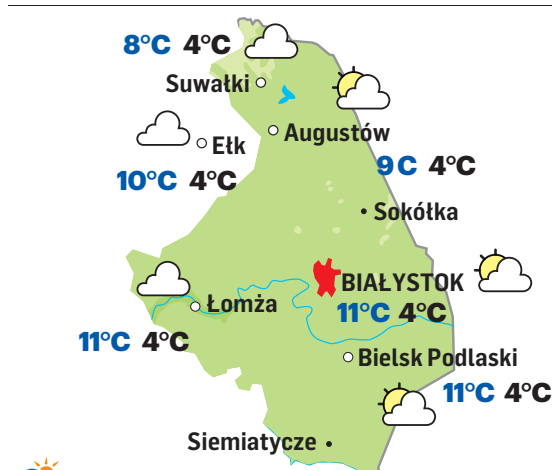 8°C 4°C
Suwałki
Augustów
Ełk
10°C 4°C
9 C 4°C
Sokółka
BIAŁYSTOK
11°C 4°C
Łomża
11°C 4°C
Bielsk Podlaski
11°C 4°C
Siemiatycze